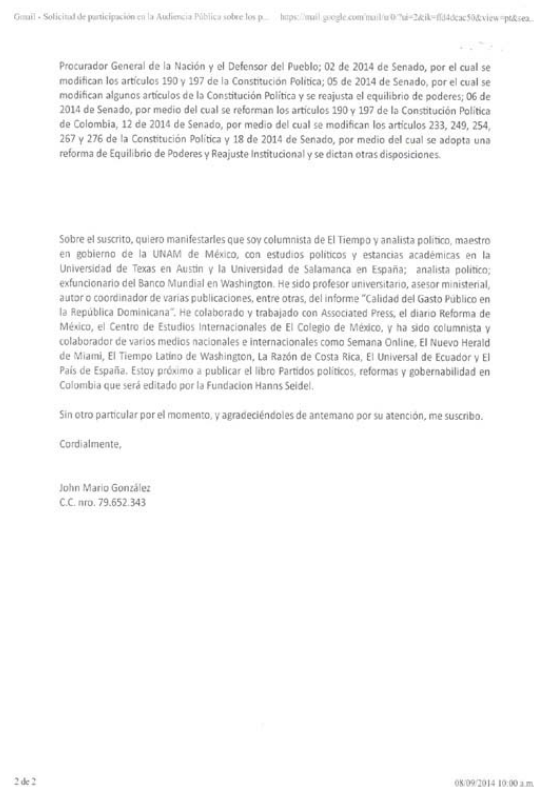 Gmail - Solicitud de participación en la Audiencia Pública sobre los p... https://mail.google.com/mail/u/0/?ui=2&ik=ffd4dcac50&view=pt&sea...
Procurador General de la Nación y el Defensor del Pueblo; 02 de 2014 de Senado, por el cual se
modifican los artículos 190 y 197 de la Constitución Política; 05 de 2014 de Senado, por el cual se
modifican algunos artículos de la Constitución Política y se reajusta el equilibrio de poderes; 06 de
2014 de Senado, por medio del cual se reforman los artículos 190 y 197 de la Constitución Política
de Colombia, 12 de 2014 de Senado, por medio del cual se modifican los artículos 233, 249, 254,
267 y 276 de la Constitución Política y 18 de 2014 de Senado, por medio del cual se adopta una
reforma de Equilibrio de Poderes y Reajuste Institucional y se dictan otras disposiciones.
Sobre el suscrito, quiero manifestarles que soy columnista de El Tiempo y analista político, maestro
en gobierno de la UNAM de México, con estudios políticos y estancias académicas en la
Universidad de Texas en Austin y la Universidad de Salamanca en España; analista político;
exfuncionario del Banco Mundial en Washington. He sido profesor universitario, asesor ministerial,
autor o coordinador de varias publicaciones, entre otras, del informe "Calidad del Gasto Público en
la República Dominicana". He colaborado y trabajado con Associated Press, el diario Reforma de
México, el Centro de Estudios Internacionales de El Colegio de México, y ha sido columnista y
colaborador de varios medios nacionales e internacionales como Semana Online, El Nuevo Herald
de Miami, El Tiempo Latino de Washington, La Razón de Costa Rica, El Universal de Ecuador y El
País de España. Estoy próximo a publicar el libro Partidos políticos, reformas y gobernabilidad en
Colombia que será editado por la Fundacion Hanns Seidel.
Sin otro particular por el momento, y agradeciéndoles de antemano por su atención, me suscribo.
Cordialmente,
John Mario González
C.C. nro. 79.652.343
2 de 2 08/09/2014 10:00 a.m.